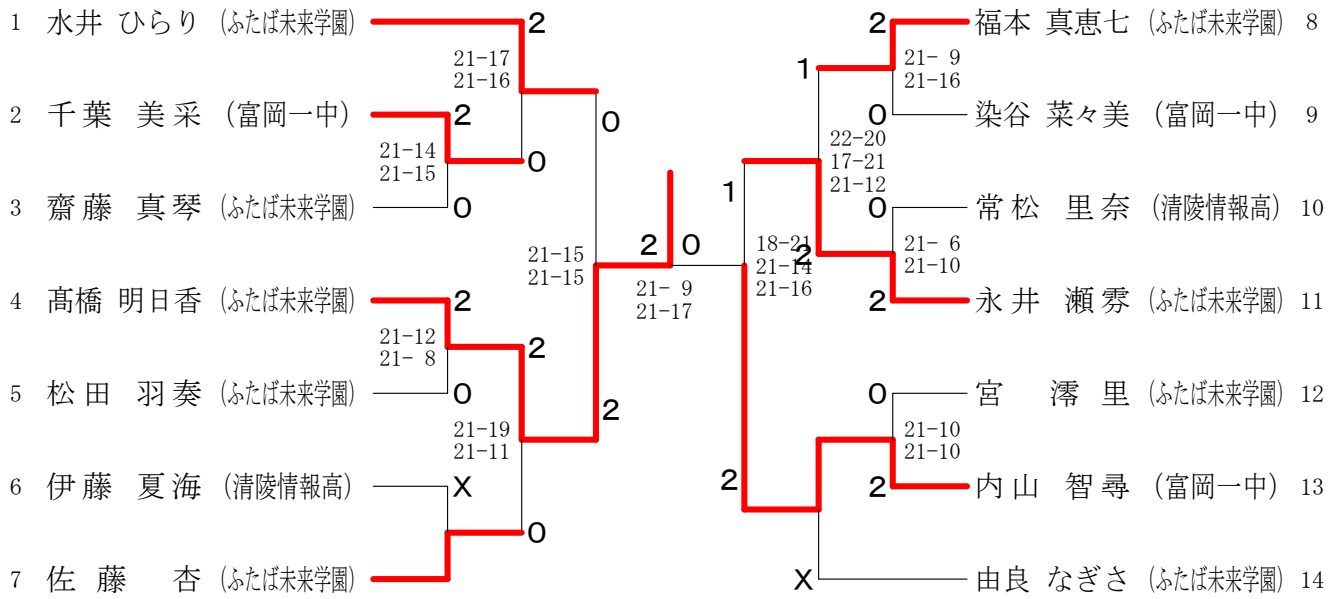 1 水井 ひらり (ふたば未来学園)
2
21-17
21-16
2 千葉 美采 (富岡一中)
2
0
21-14
21-15
0
3 齋藤 真琴 (ふたば未来学園)
0
21-15
21-15
4 髙橋 明日香 (ふたば未来学園)
2
21-12
21- 8
2
5 松田 羽奏 (ふたば未来学園)
0
2
21-19
21-11
6 伊藤 夏海 (清陵情報高)
X
0
7 佐藤 杏 (ふたば未来学園)
2 0
21- 9
21-17
2
福本 真恵七 (ふたば未来学園) 8
1
21- 9
21-16
0
染谷 菜々美 (富岡一中) 9
22-20
17-21
21-12
1
0
常松 里奈 (清陵情報高) 10
18-21
21-14
21-16
2
21- 6
21-10
2
永井 瀬雰 (ふたば未来学園) 11
0
宮 澪里 (ふたば未来学園) 12
21-10
21-10
2
2
内山 智尋 (富岡一中) 13
X
由良 なぎさ (ふたば未来学園) 14